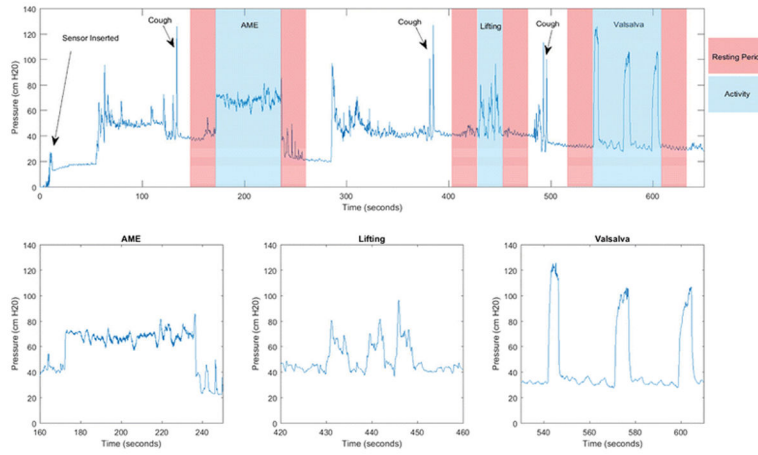 140
120
100
80
60
40
20
0
Pressure (cm H20)
Sensor Inserted
Cough
AME
Cough
Lifting
Cough
Valsalva
Resting Perio
Activity
0 100 200 300 400 500 600
Time (seconds)
AME
140
120
100
80
60
40
20
0
Pressure (cm H20)
160 180 200 220 240
Time (seconds)
Lifting
140
120
100
80
60
40
20
0
Pressure (cm H20)
420 430 440 450 460
Time (seconds)
Valsalva
140
120
100
80
60
40
20
0
Pressure (cm H20)
540 560 580 600
Time (seconds)